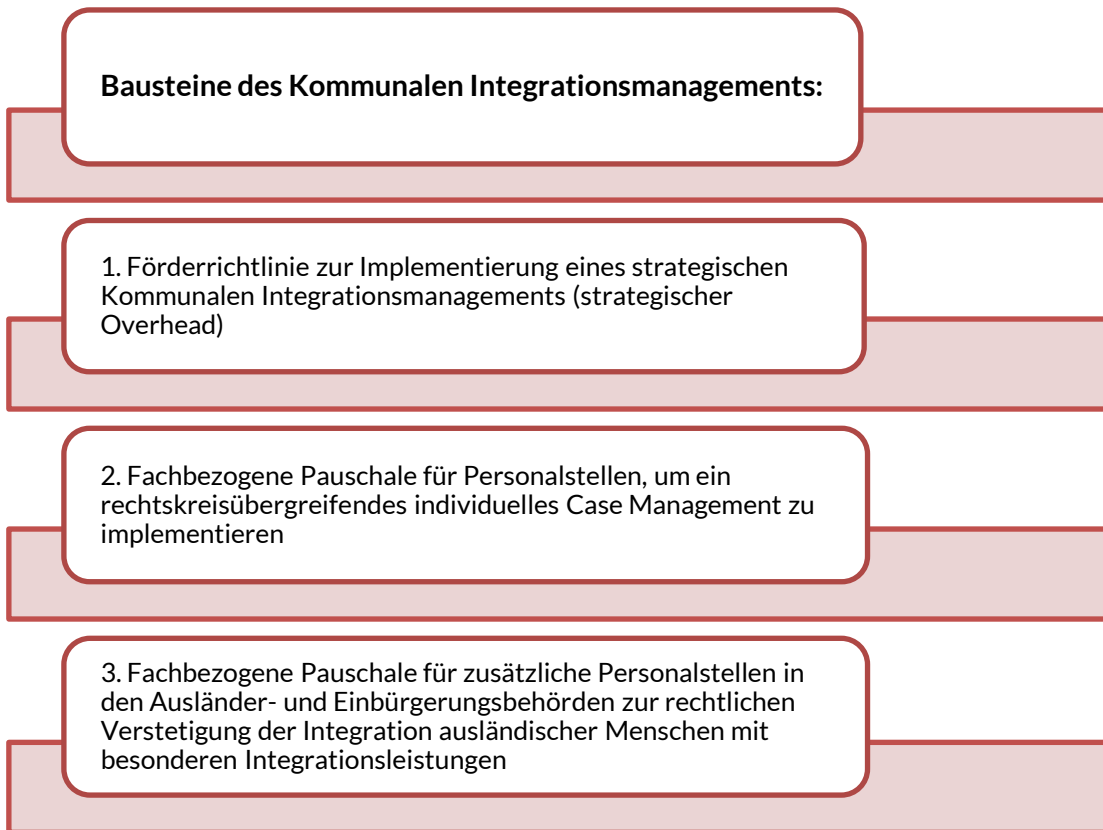 Bausteine des Kommunalen Integrationsmanagements:
1. Förderrichtlinie zur Implementierung eines strategischen
Kommunalen Integrationsmanagements (strategischer
Overhead)
2. Fachbezogene Pauschale für Personalstellen, um ein
rechtskreisübergreifendes individuelles Case Management zu
implementieren
3. Fachbezogene Pauschale für zusätzliche Personalstellen in
den Ausländer- und Einbürgerungsbehörden zur rechtlichen
Verstetigung der Integration ausländischer Menschen mit
besonderen Integrationsleistungen